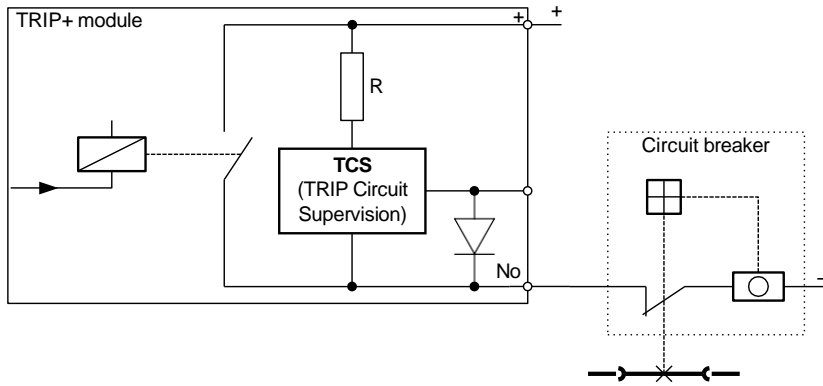 TRIP+ module
+
+
R
TCS
(TRIP Circuit
Supervision)
No
Circuit breaker
-